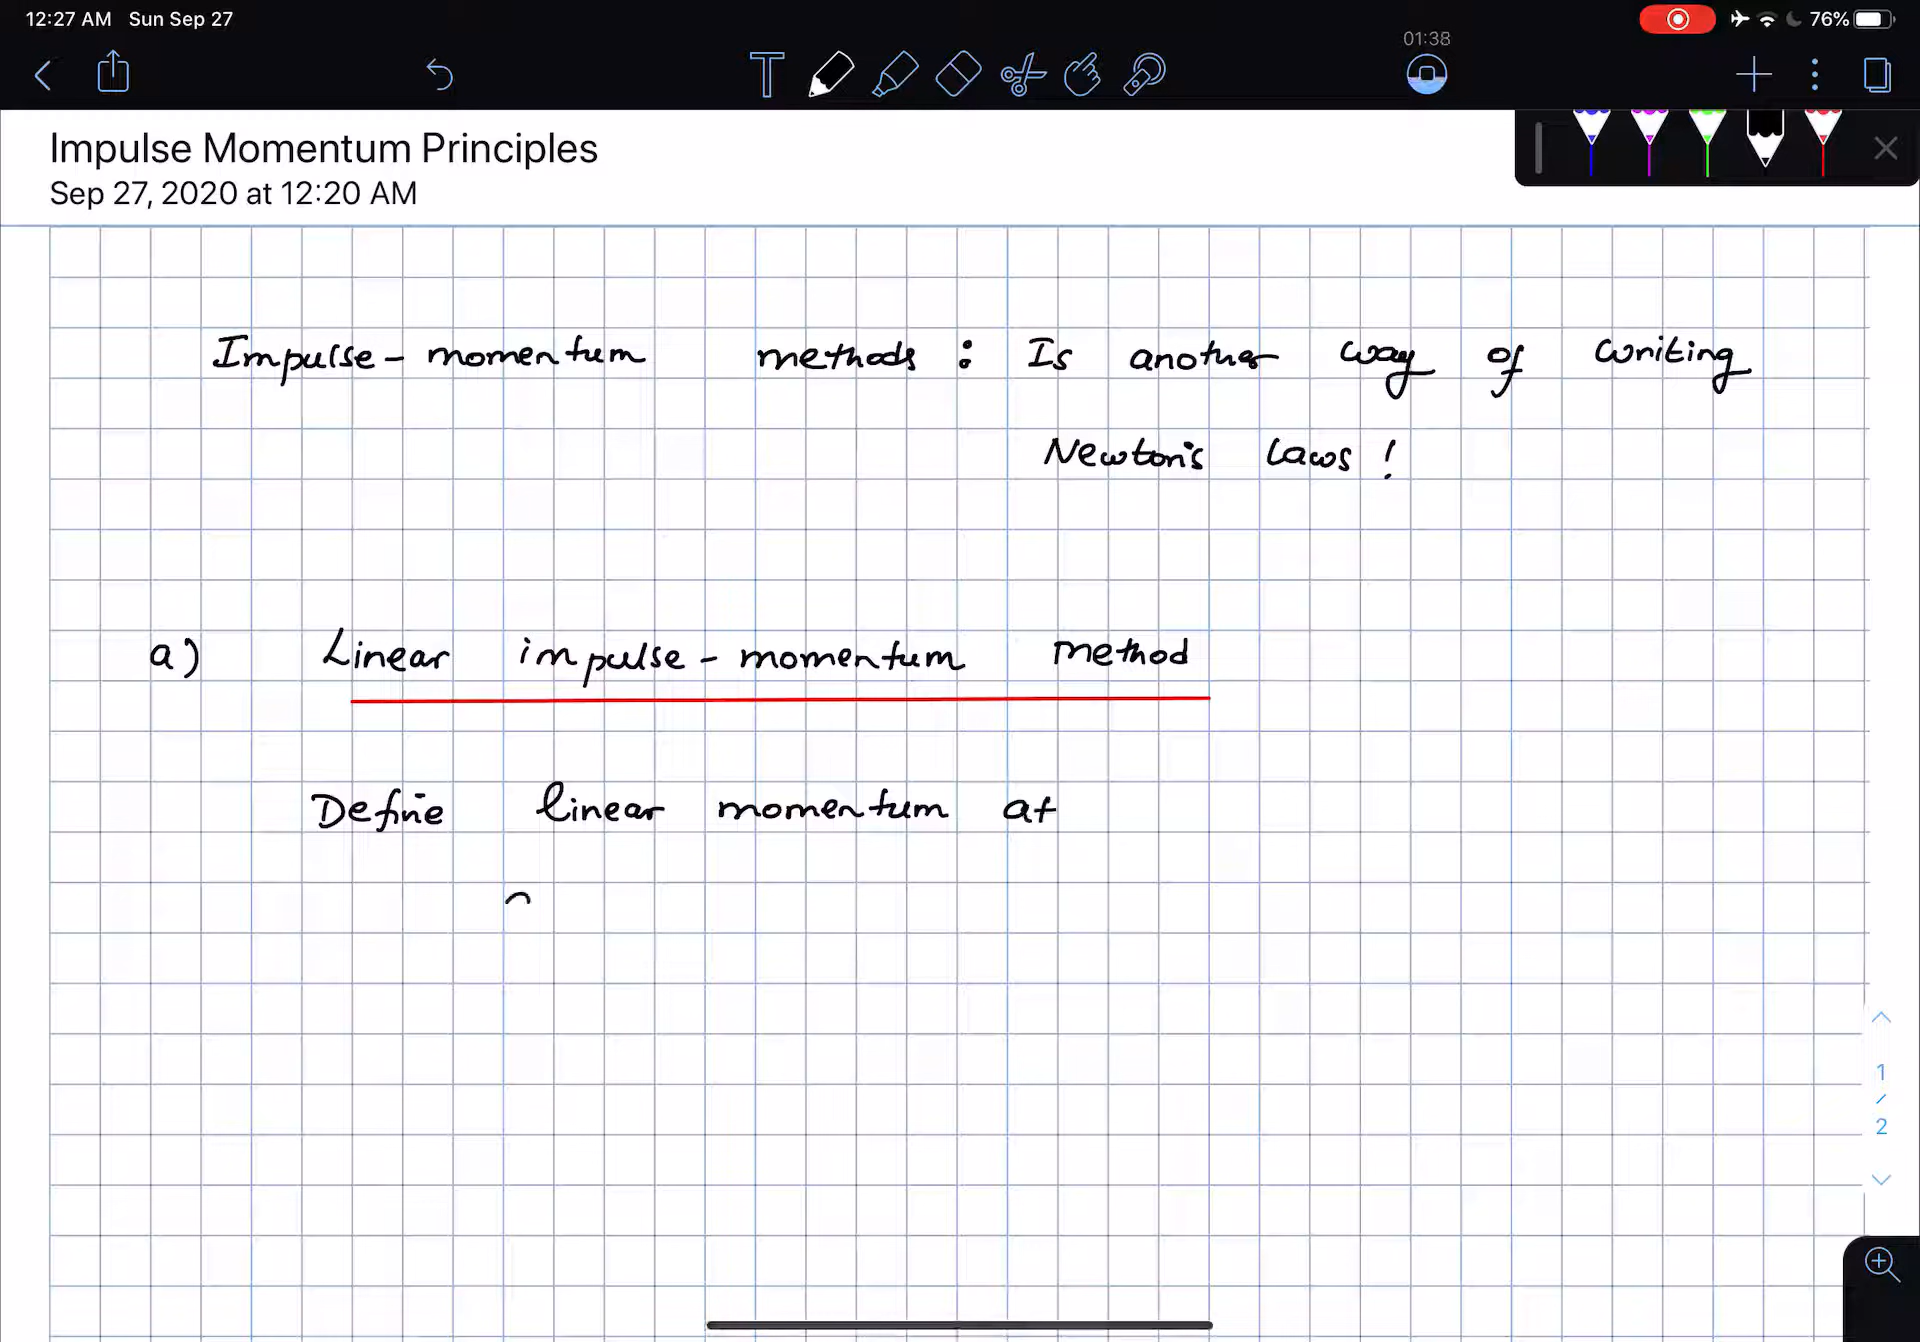 12:27 AM Sun Sep 27
76%
01:38
Impulse Momentum Principles
Sep 27, 2020 at 12:20 AM
Impulse - momentum methods : Is another way of writing
Newton's Laws !
a) Linear impulse - momentum method
Define linear momentum at
1
/
2